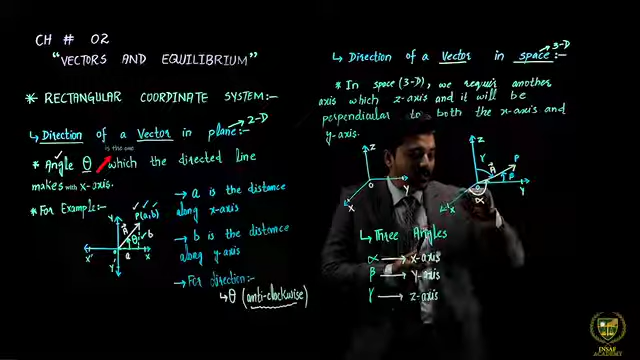 CH # 02
"VECTORS AND EQUILIBRIUM"
* RECTANGULAR COORDINATE SYSTEM:-
↳ Direction of a Vector in plane:- → 2-D
is the one
* Angle θ which the directed line
makes with x-axis.
* For Example:-
P(a,b)
Y
A
θ
b
X'
O
a
X
Y'
→ a is the distance
along x-axis
→ b is the distance
along y-axis
→ For direction:-
↳ θ (anti-clockwise)
↳ Direction of a Vector in space:- → 3-D
* In space (3-D), we require another
axis which z-axis and it will be
perpendicular to both the x-axis and
y-axis.
Z
O
Y
X
Z
γ
A
P
β
O
Y
α
X
↳ Three Angles
α → x-axis
β → y-axis
γ → z-axis
INSAF
ACADEMY